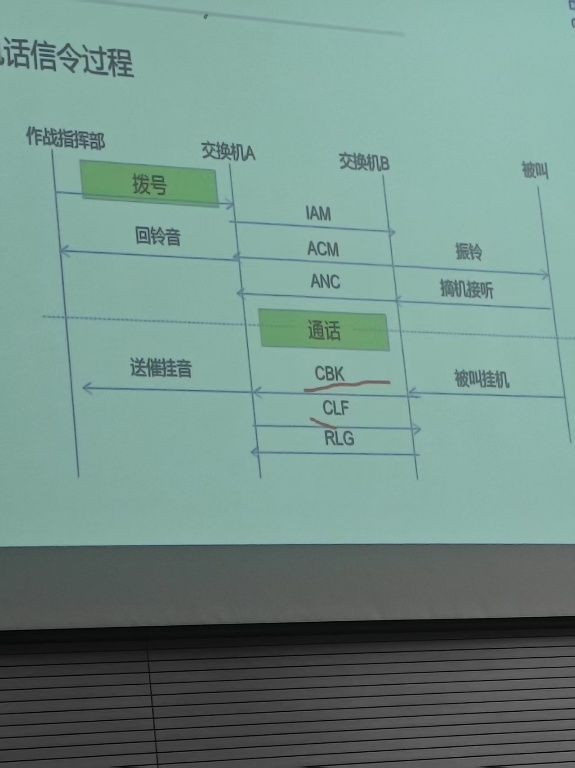 话信令过程
作战指挥部
交换机A
交换机B
被叫
拨号
IAM
回铃音
ACM
振铃
ANC
摘机接听
通话
送催挂音
CBK
被叫挂机
CLF
RLG